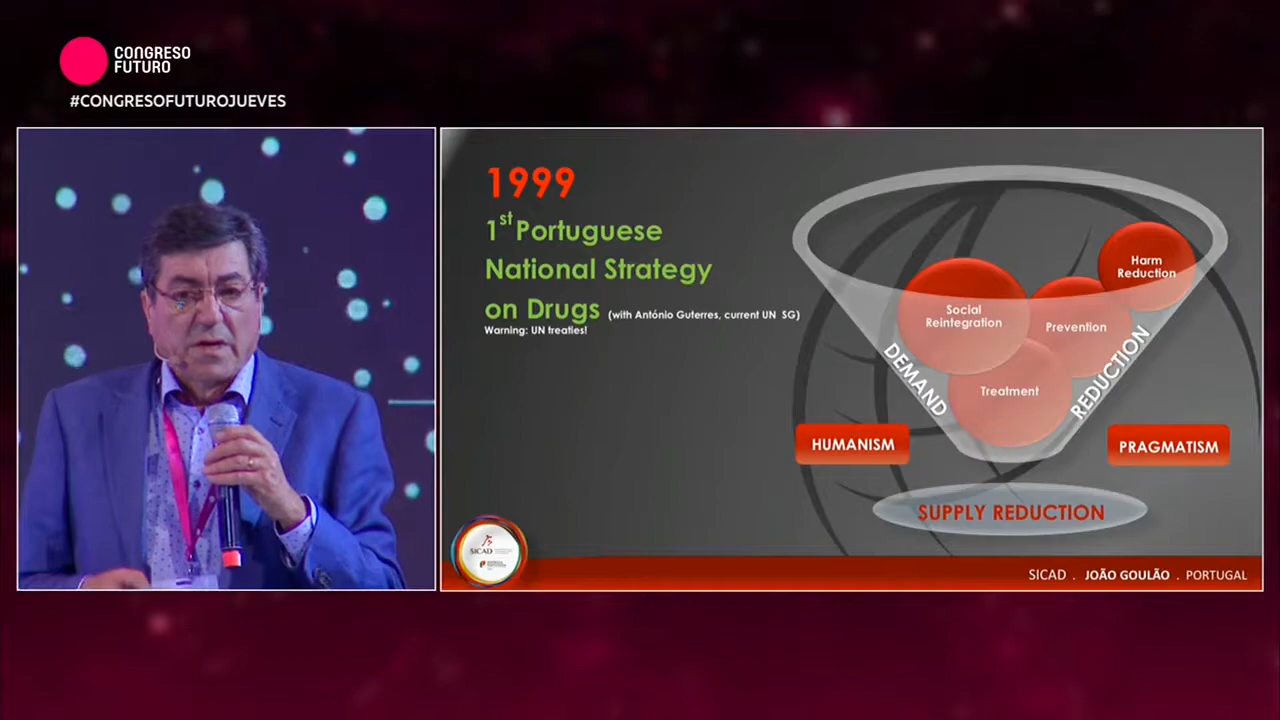 CONGRESO
FUTURO
#CONGRESOFUTUROJUEVES
1999
1st Portuguese
National Strategy
on Drugs (with António Guterres, current UN SG)
Warning: UN treaties!
Harm
Reduction
Social
Reintegration
Prevention
Treatment
DEMAND
REDUCTION
HUMANISM
PRAGMATISM
SUPPLY REDUCTION
SICAD
SICAD . JOÃO GOULÃO . PORTUGAL